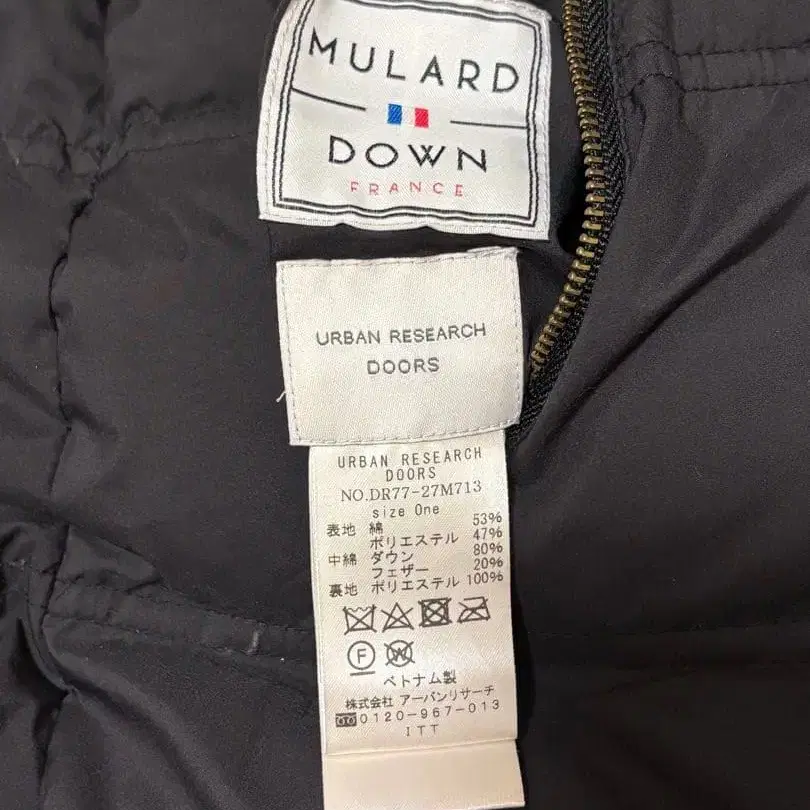 MULARD
DOWN
FRANCE
URBAN RESEARCH
DOORS
URBAN RESEARCH
DOORS
NO.DR77-27M713
size One
表地 綿 53%
ポリエステル 47%
中綿 ダウン 80%
フェザー 20%
裏地 ポリエステル 100%
F W
ベトナム製
株式会社 アーバンリサーチ
0120-967-013
ITT